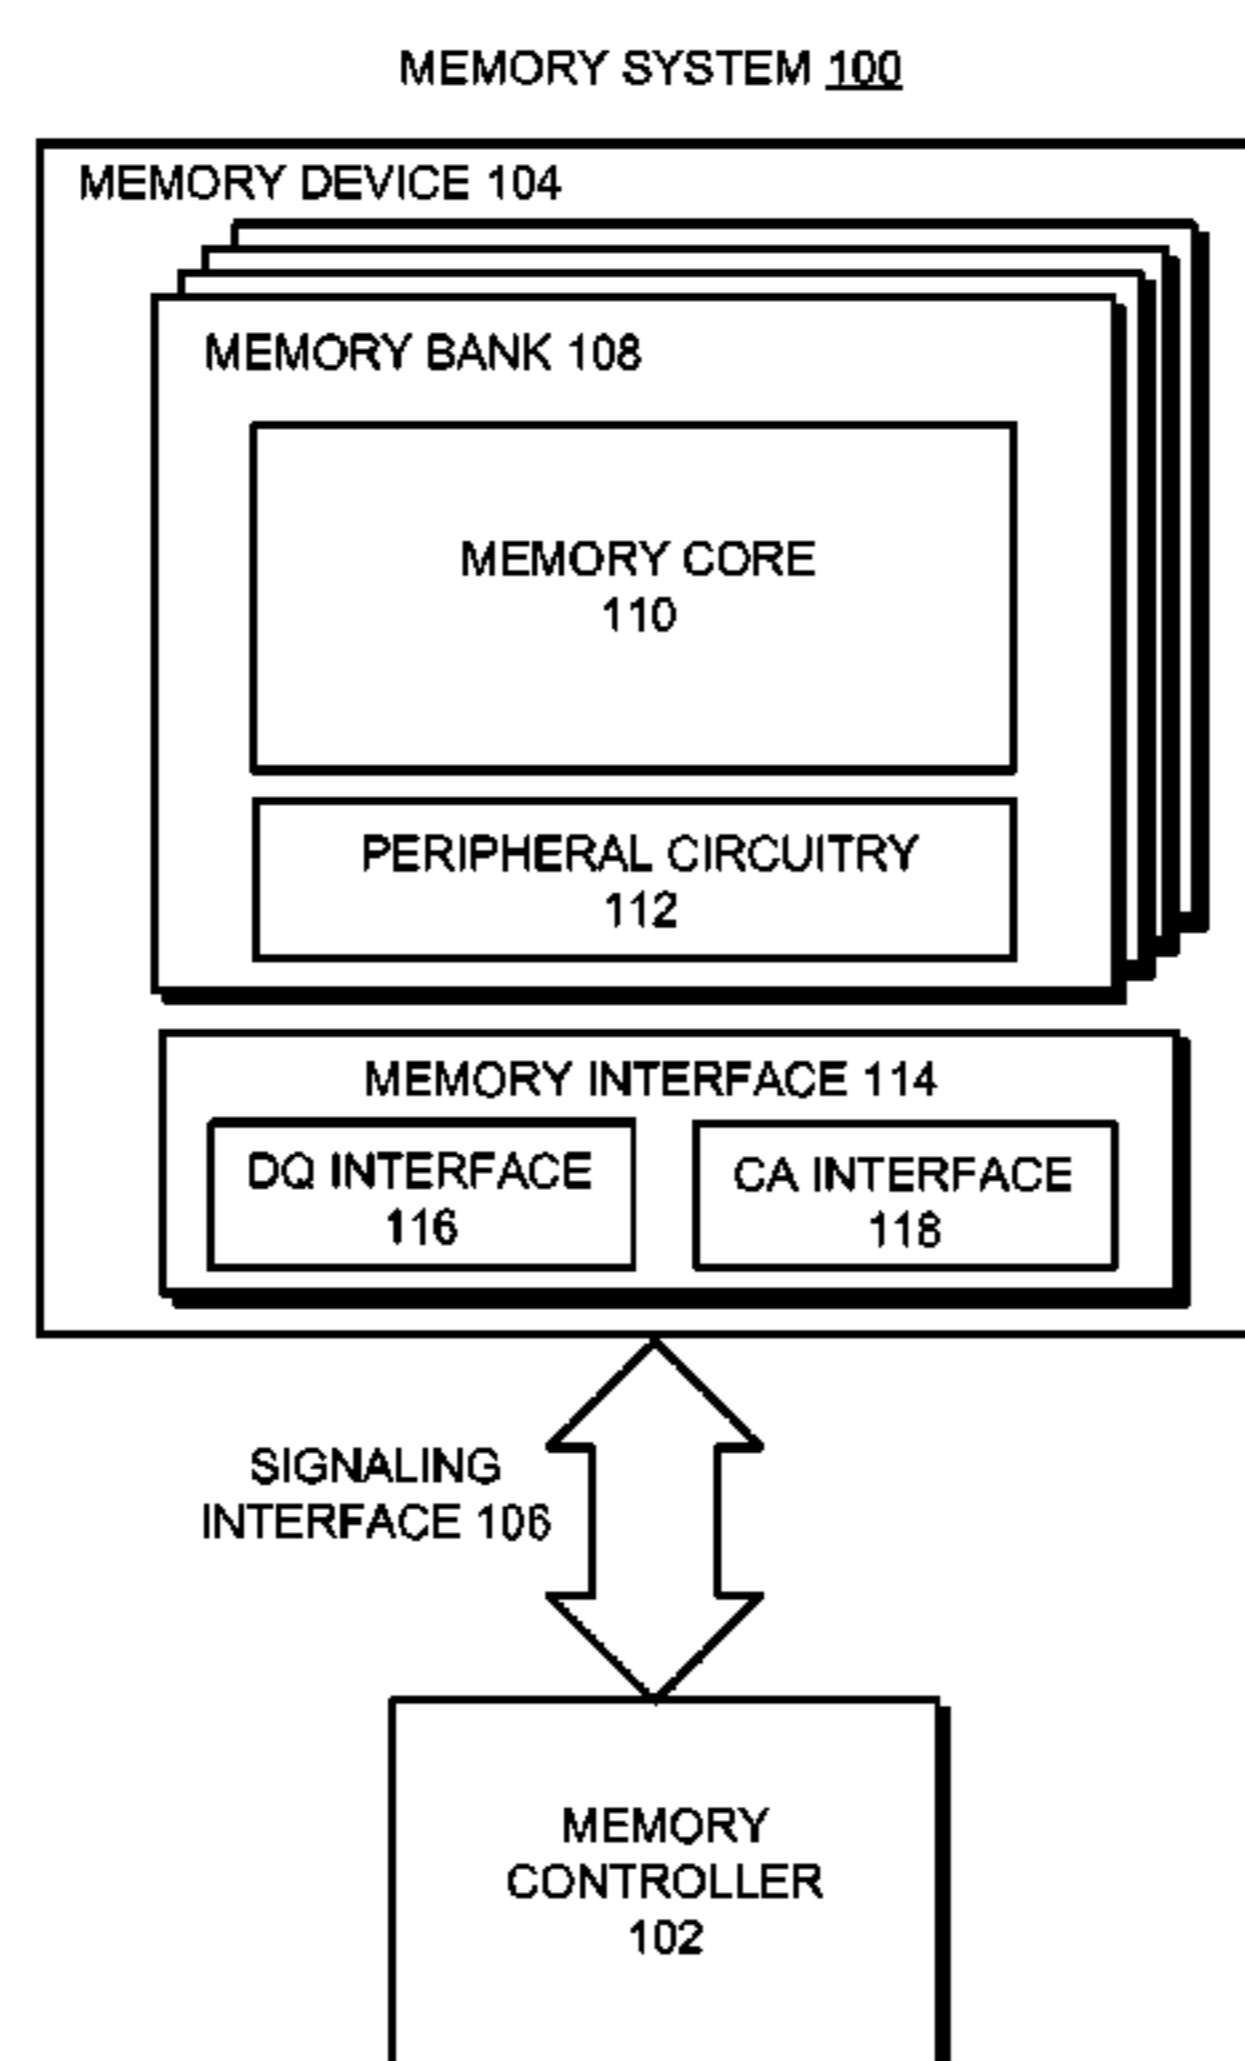 MEMORY SYSTEM 100
MEMORY DEVICE 104
MEMORY BANK 108
MEMORY CORE
110
PERIPHERAL CIRCUITRY
112
MEMORY INTERFACE 114
DQ INTERFACE
116
CA INTERFACE
118
SIGNALING
INTERFACE 106
MEMORY
CONTROLLER
102